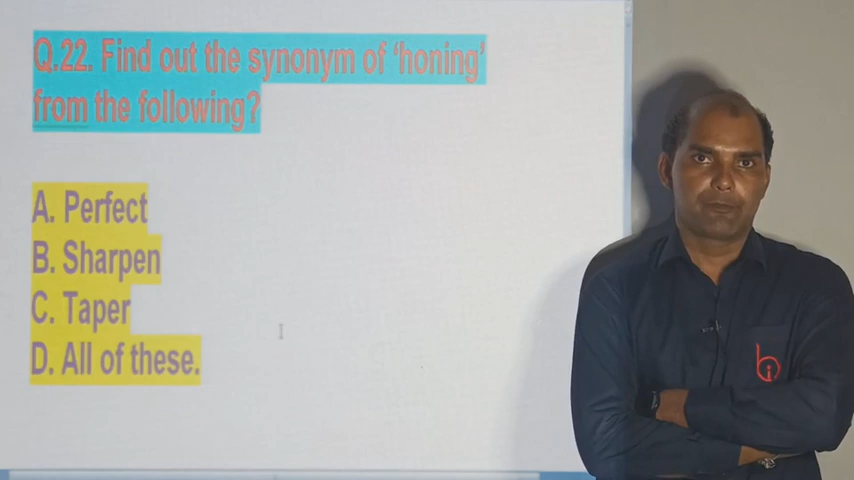 Q.22. Find out the synonym of ‘honing’
from the following?
A. Perfect
B. Sharpen
C. Taper
D. All of these.